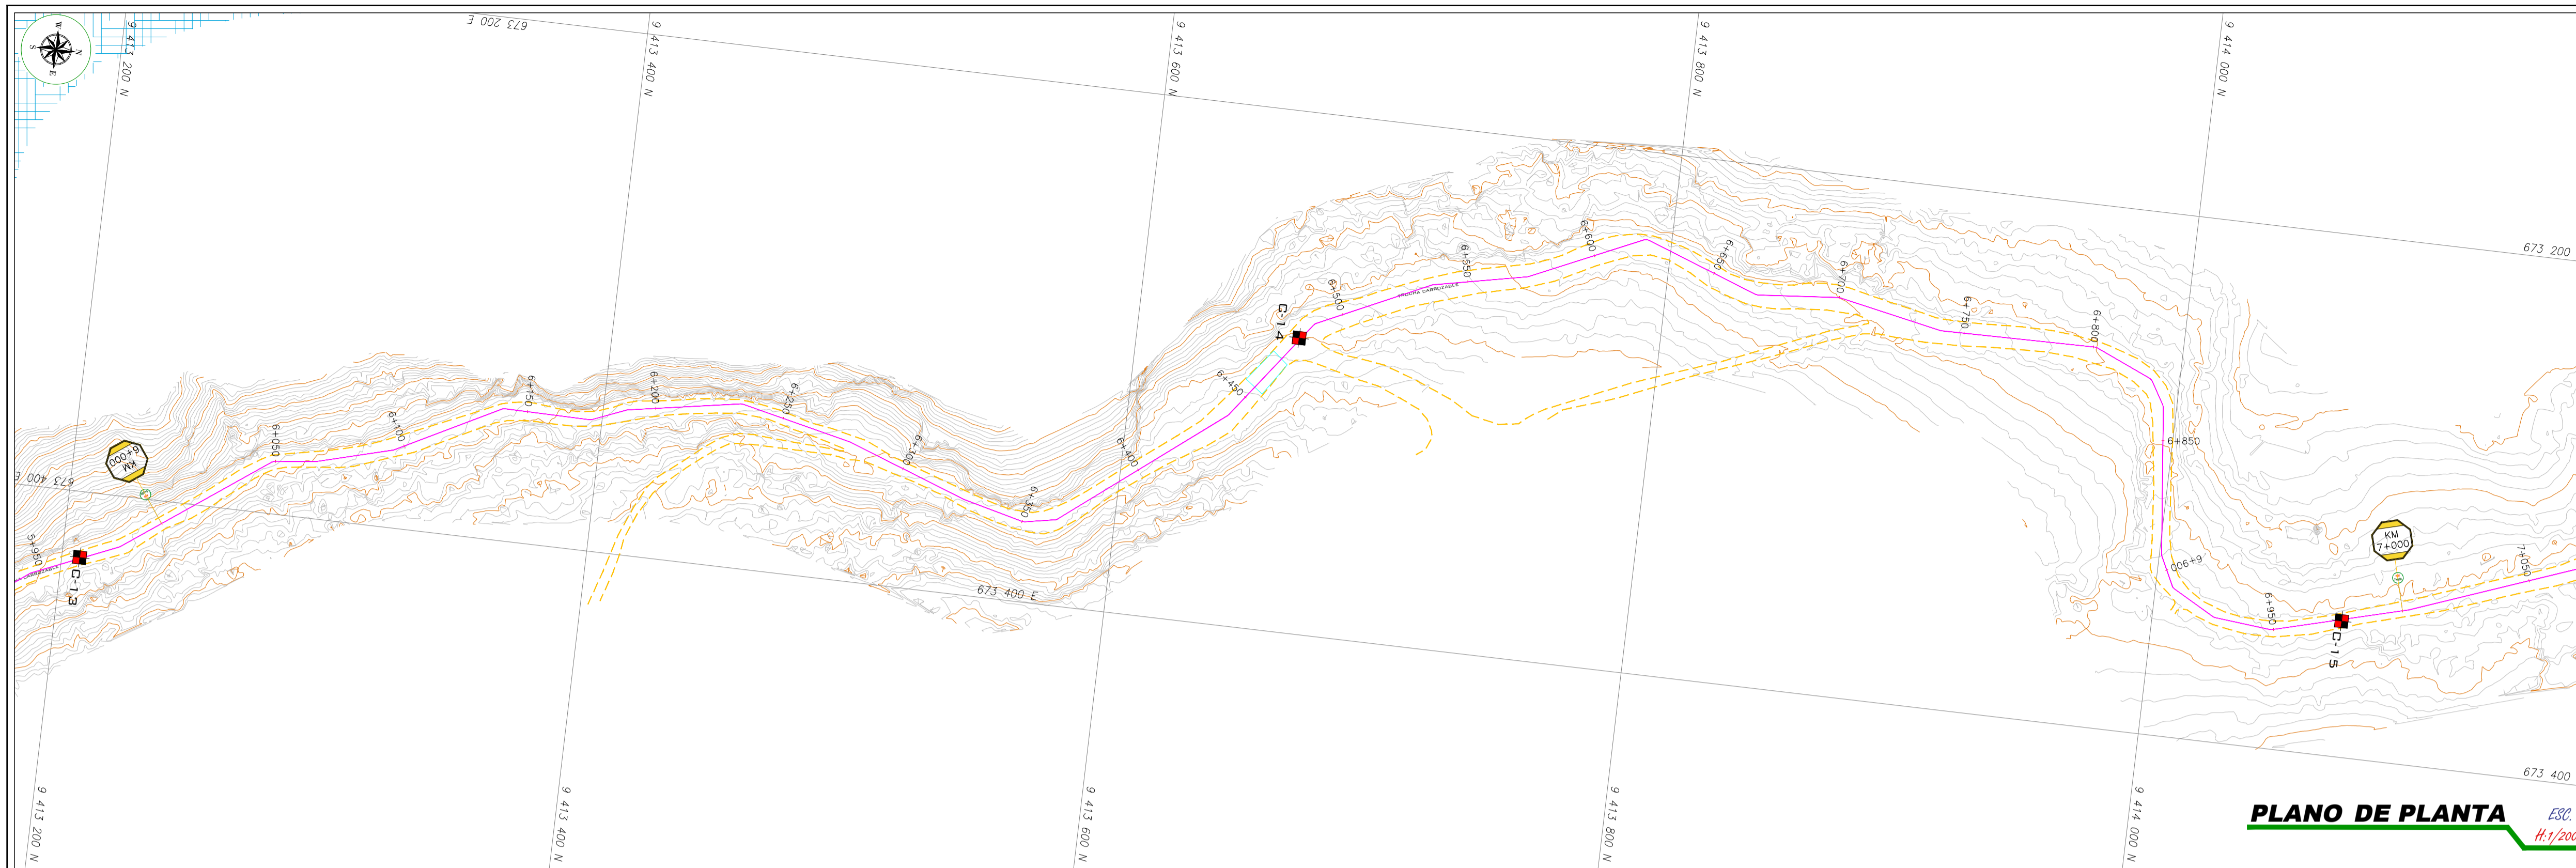 W
N
S
E
9 413 200 N
673 200 E
9 413 400 N
9 413 600 N
9 413 800 N
9 414 000 N
673 200
6+600
6+550
6+650
6+700
6+500
6+750
6+800
TROCHA CARROZABLE
C-14
6+450
6+150
6+200
6+250
6+100
6+050
6+300
6+400
6+850
KM
6+000
673 400 E
6+350
5+950
CARROZABLE
C-13
673 400 E
KM
7+000
7+050
6+900
6+950
C-15
673 400
9 413 200 N
9 413 400 N
9 413 600 N
9 413 800 N
9 414 000 N
PLANO DE PLANTA
ESC.
H:1/200